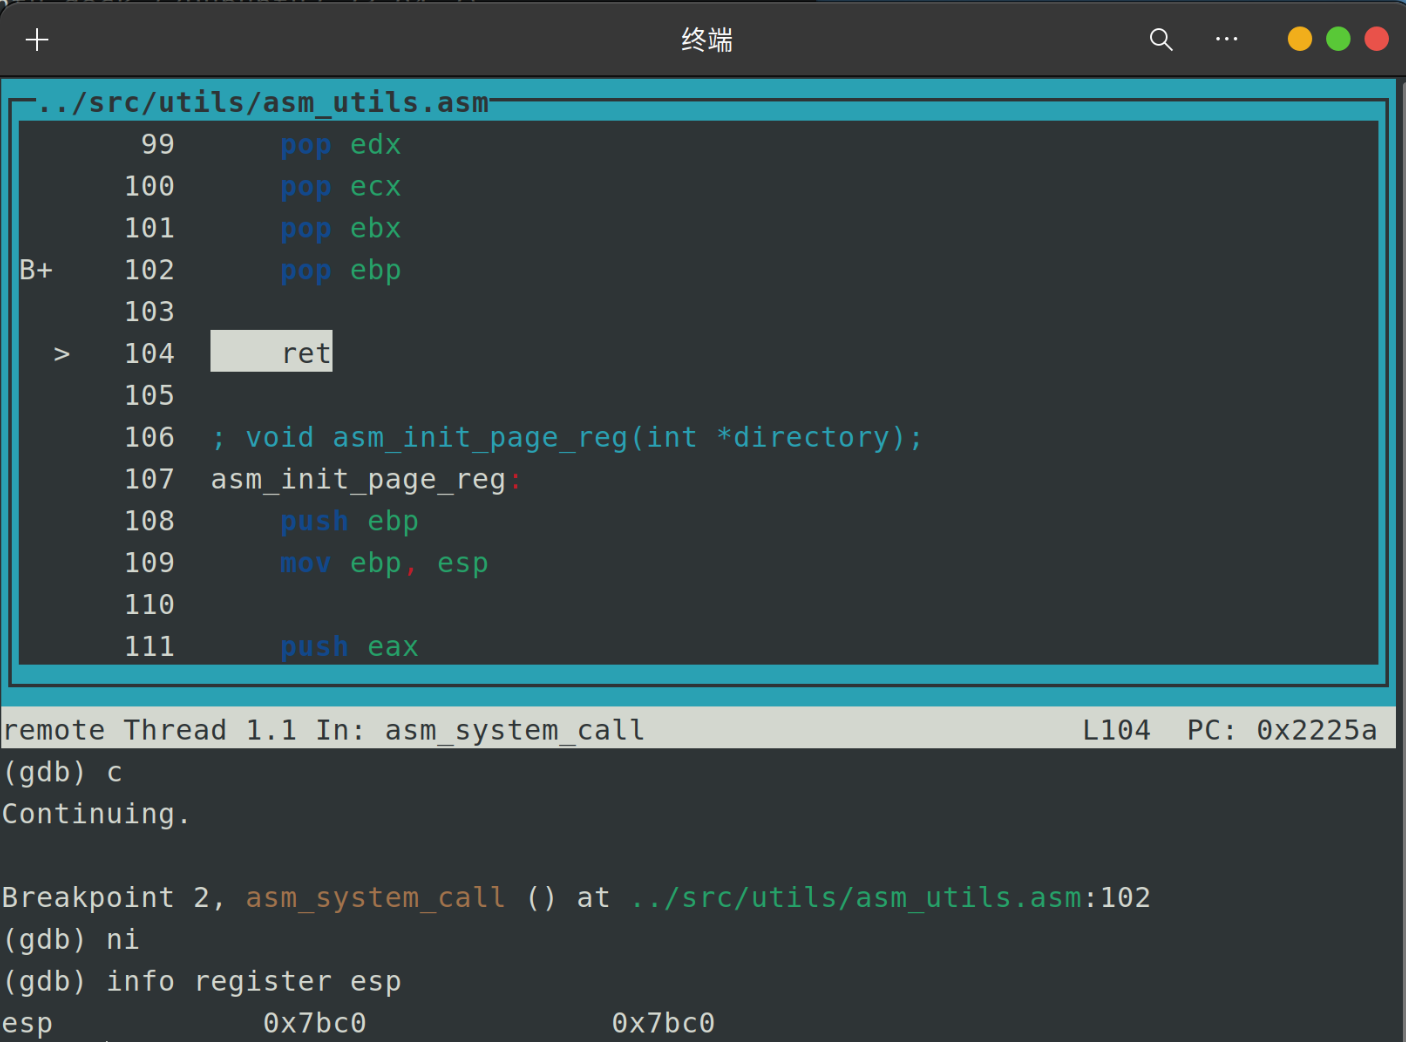 终端
../src/utils/asm_utils.asm
99 pop edx
100 pop ecx
101 pop ebx
B+ 102 pop ebp
103
> 104 ret
105
106 ; void asm_init_page_reg(int *directory);
107 asm_init_page_reg:
108 push ebp
109 mov ebp, esp
110
111 push eax
remote Thread 1.1 In: asm_system_call L104 PC: 0x2225a
(gdb) c
Continuing.
Breakpoint 2, asm_system_call () at ../src/utils/asm_utils.asm:102
(gdb) ni
(gdb) info register esp
esp 0x7bc0 0x7bc0